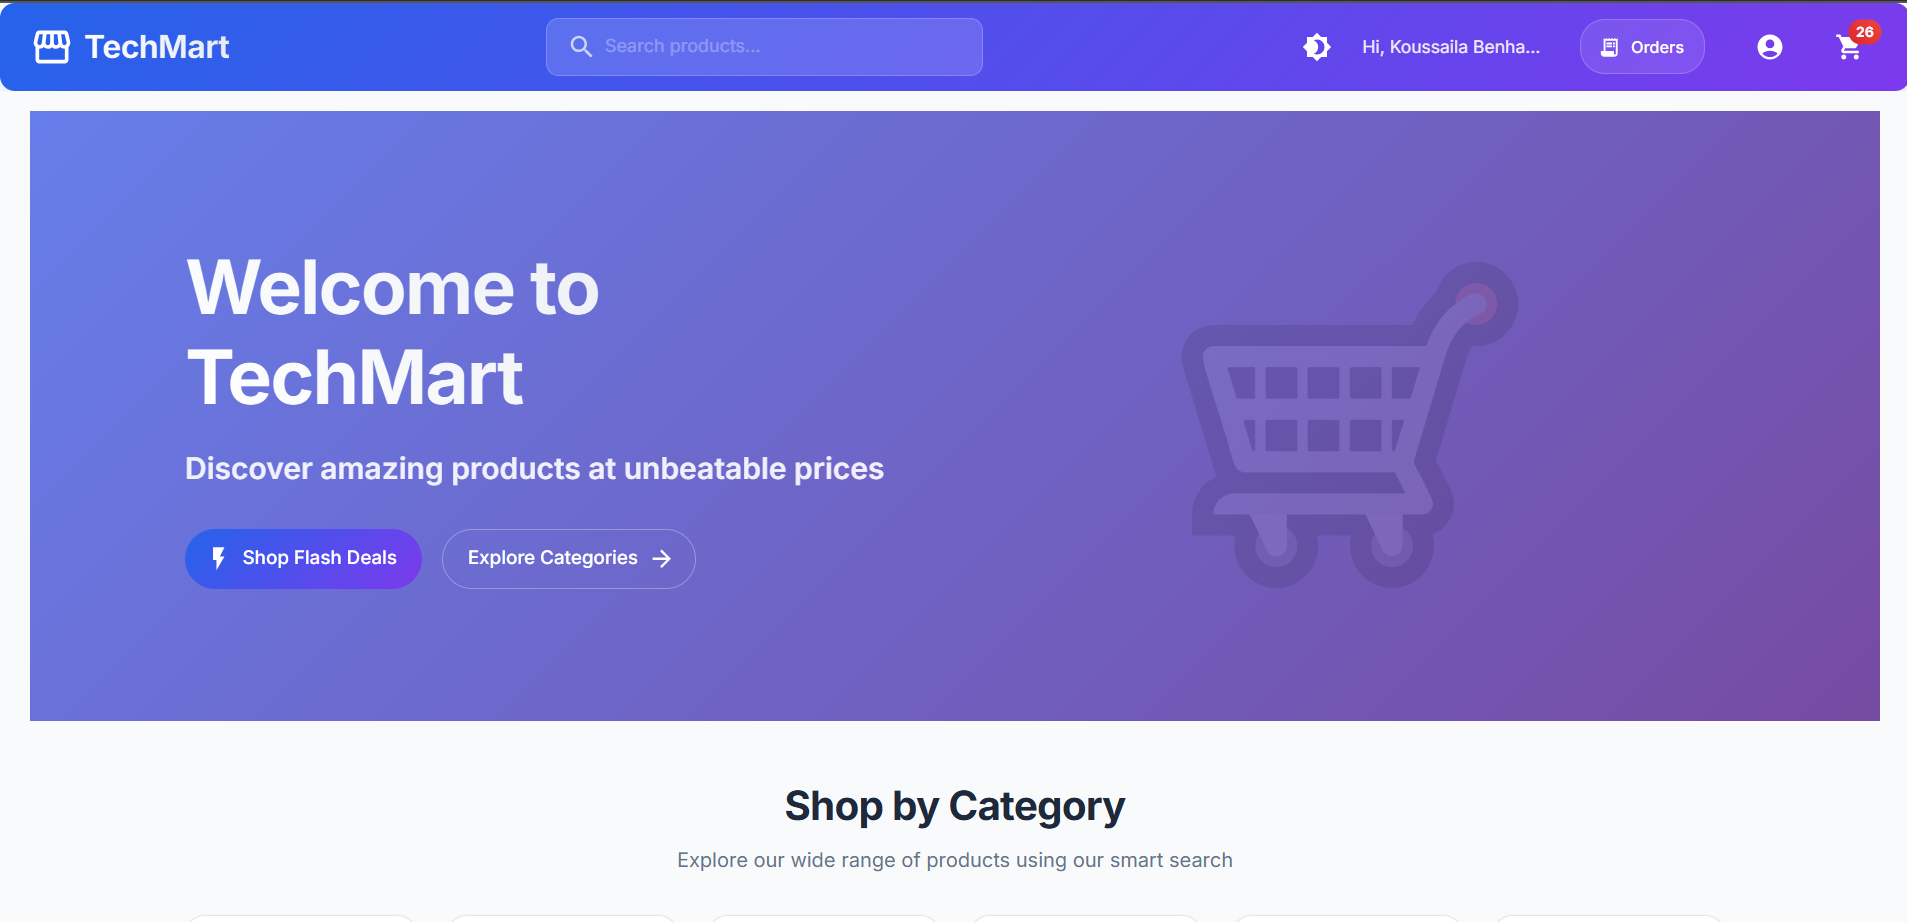 TechMart
Search products...
Hi, Koussaila Benha...
Orders
26
Welcome to
TechMart
Discover amazing products at unbeatable prices
Shop Flash Deals
Explore Categories
Shop by Category
Explore our wide range of products using our smart search